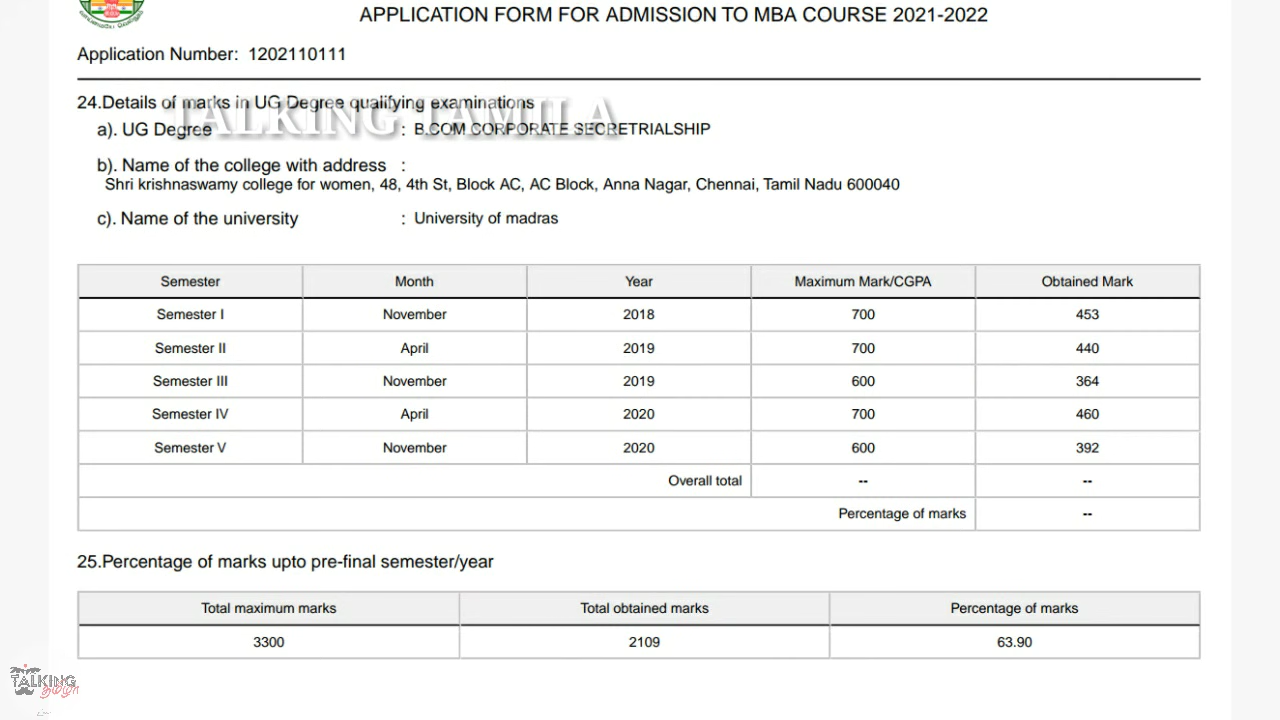 APPLICATION FORM FOR ADMISSION TO MBA COURSE 2021-2022
Application Number: 1202110111
24.Details of marks in UG Degree qualifying examinations
TALKING TAMILA
a). UG Degree : B.COM CORPORATE SECRETRIALSHIP
b). Name of the college with address :
Shri krishnaswamy college for women, 48, 4th St, Block AC, AC Block, Anna Nagar, Chennai, Tamil Nadu 600040
c). Name of the university : University of madras
Semester Month Year Maximum Mark/CGPA Obtained Mark
Semester I November 2018 700 453
Semester II April 2019 700 440
Semester III November 2019 600 364
Semester IV April 2020 700 460
Semester V November 2020 600 392
Overall total -- --
Percentage of marks --
25.Percentage of marks upto pre-final semester/year
Total maximum marks Total obtained marks Percentage of marks
3300 2109 63.90
TALKING
தமிழா